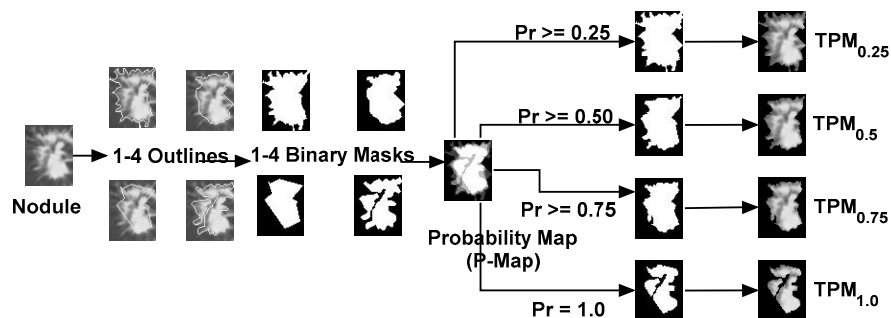 Pr >= 0.25
TPM0.25
Pr >= 0.50
TPM0.5
1-4 Outlines
1-4 Binary Masks
Nodule
Pr >= 0.75
TPM0.75
Probability Map
(P-Map)
Pr = 1.0
TPM1.0